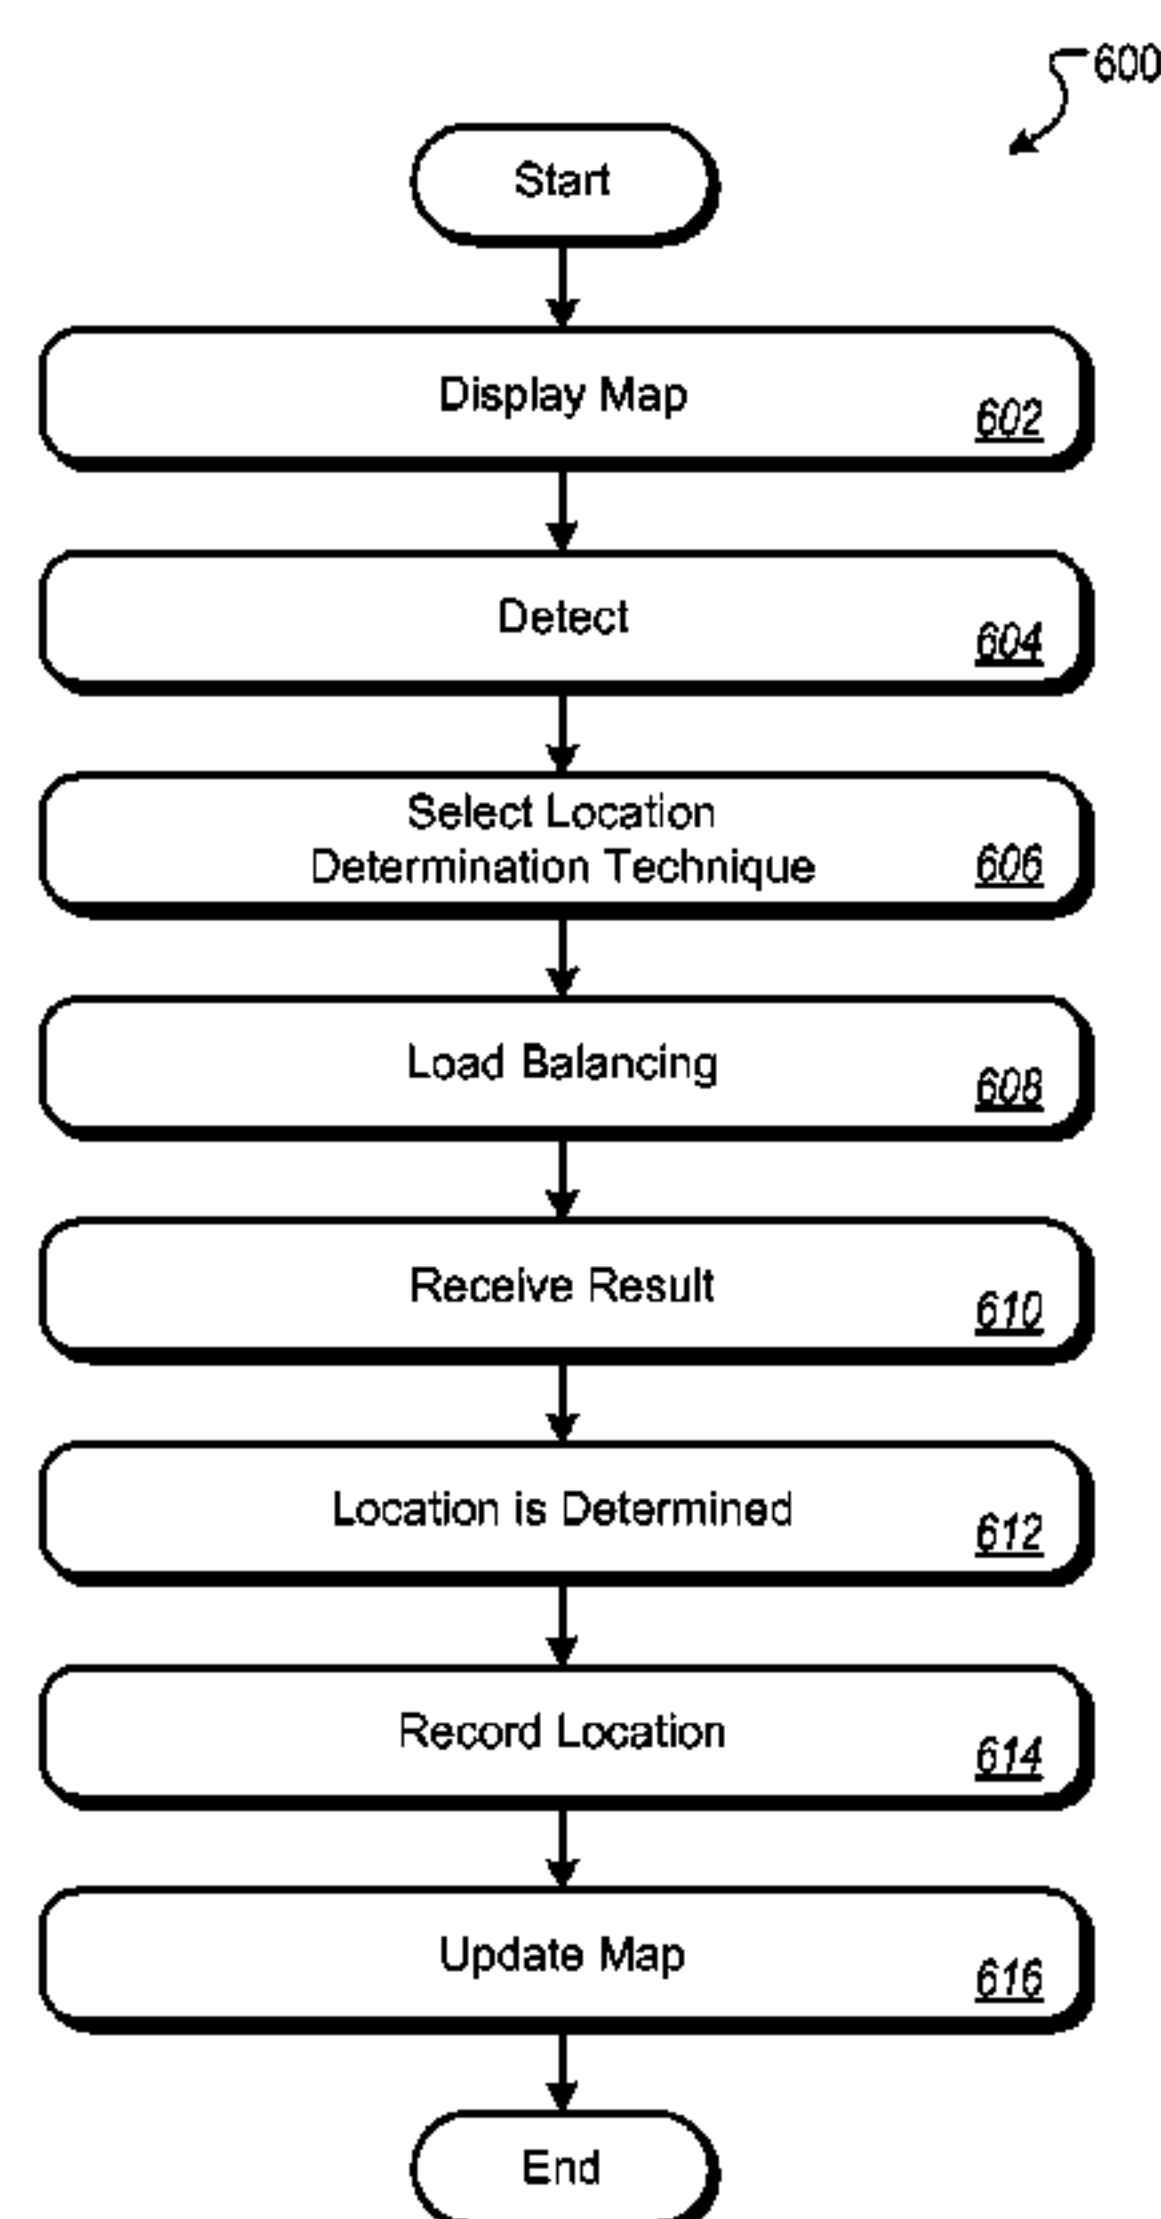 600
Start
Display Map
602
Detect
604
Select Location
Determination Technique
606
Load Balancing
608
Receive Result
610
Location is Determined
612
Record Location
614
Update Map
616
End